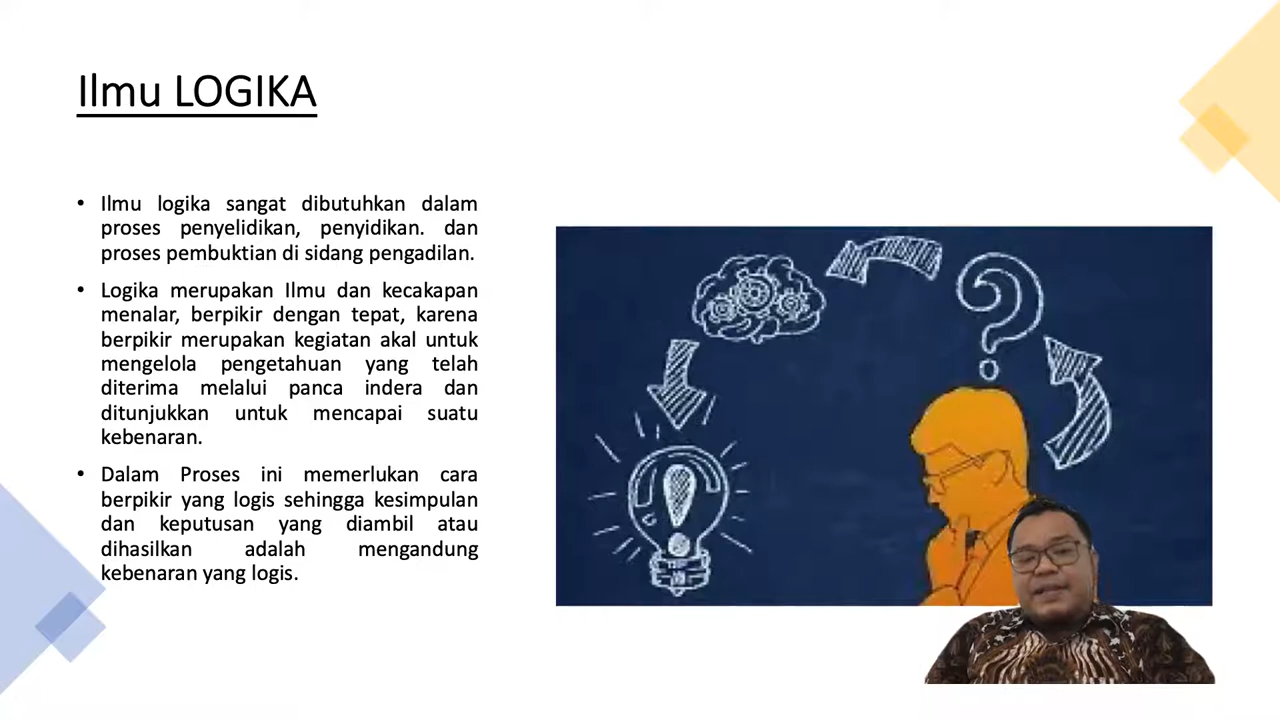 Ilmu LOGIKA
• Ilmu logika sangat dibutuhkan dalam
proses penyelidikan, penyidikan. dan
proses pembuktian di sidang pengadilan.
• Logika merupakan Ilmu dan kecakapan
menalar, berpikir dengan tepat, karena
berpikir merupakan kegiatan akal untuk
mengelola pengetahuan yang telah
diterima melalui panca indera dan
ditunjukkan untuk mencapai suatu
kebenaran.
• Dalam Proses ini memerlukan cara
berpikir yang logis sehingga kesimpulan
dan keputusan yang diambil atau
dihasilkan adalah mengandung
kebenaran yang logis.